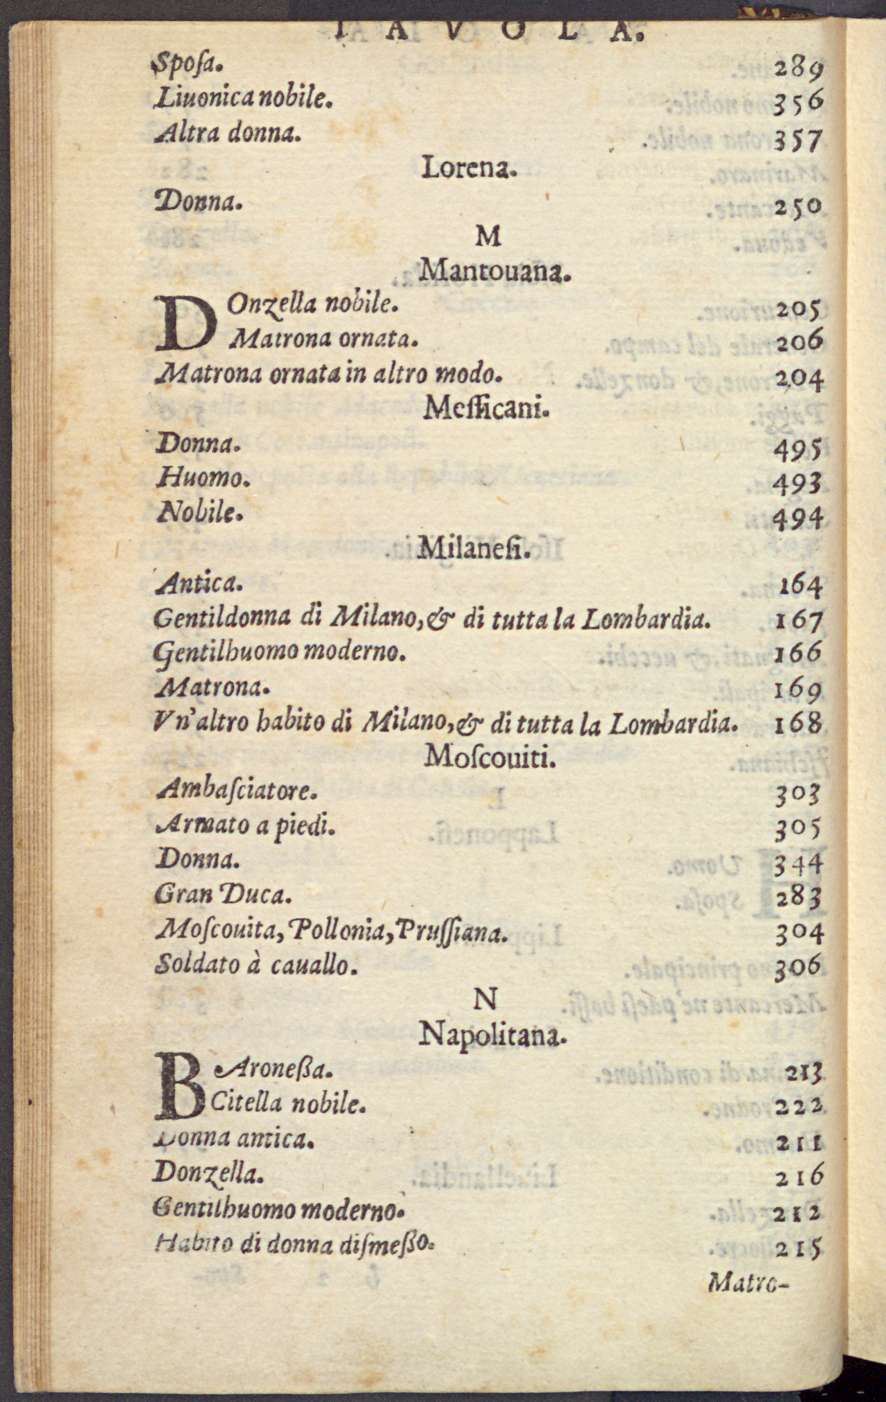 TAVOLA.
Spoſa. 289
Liuonica nobile. 356
Altra donna. 357
Lorena.
Donna. 250
M
Mantouana.
DOnzella nobile. 205
Matrona ornata. 206
Matrona ornata in altro modo. 204
Meſſicani.
Donna. 495
Huomo. 493
Nobile. 494
Milaneſi.
Antica. 164
Gentildonna di Milano, & di tutta la Lombardia. 167
Gentilhuomo moderno. 166
Matrona. 169
Vn'altro habito di Milano, & di tutta la Lombardia. 168
Moſcouiti.
Ambaſciatore. 303
Armato a piedi. 305
Donna. 344
Gran Duca. 283
Moſcouita, Pollonia, Pruſſiana. 304
Soldato à cauallo. 306
N
Napolitana.
BAroneßa. 213
Citella nobile. 222
Donna antica. 211
Donzella. 216
Gentilhuomo moderno. 212
Habito di donna diſmeßo. 215
Matro-